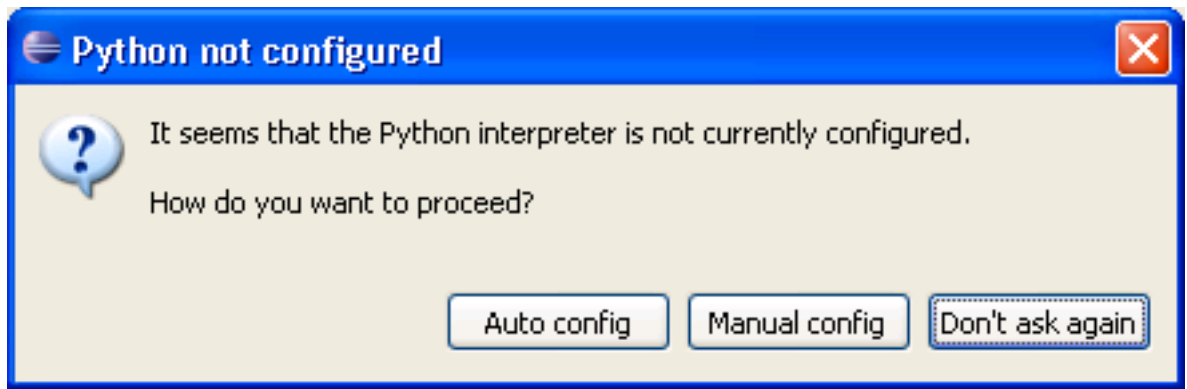 Python not configured
It seems that the Python interpreter is not currently configured.
How do you want to proceed?
Auto config
Manual config
Don't ask again